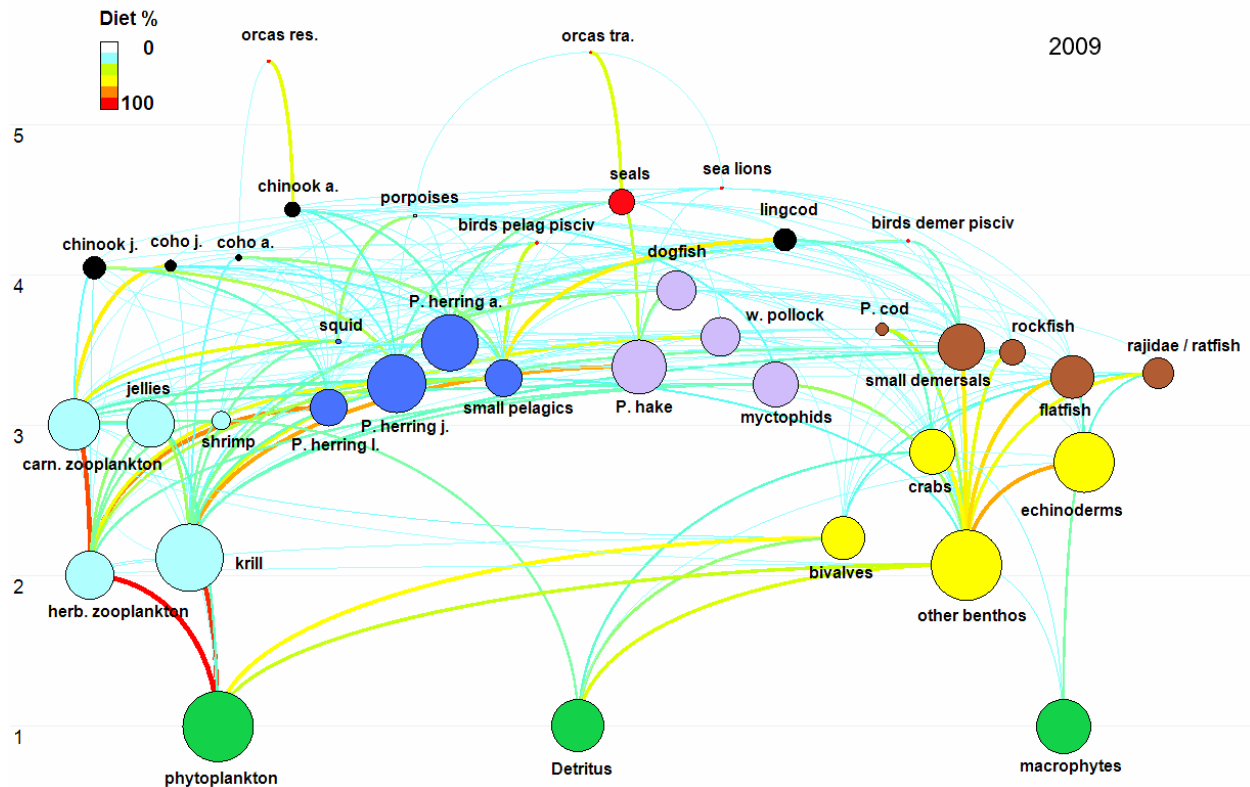 Diet %
0
100
orcas res.
orcas tra.
2009
5
chinook a.
porpoises
seals
sea lions
birds pelag pisciv
lingcod
birds demer pisciv
chinook j.
coho j.
coho a.
dogfish
4
P. herring a.
squid
w. pollock
P. cod
rockfish
rajidae / ratfish
jellies
small demersals
small pelagics
P. hake
myctophids
flatfish
3
shrimp
P. herring j.
P. herring l.
carn. zooplankton
crabs
echinoderms
krill
bivalves
2
herb. zooplankton
other benthos
1
phytoplankton
Detritus
macrophytes